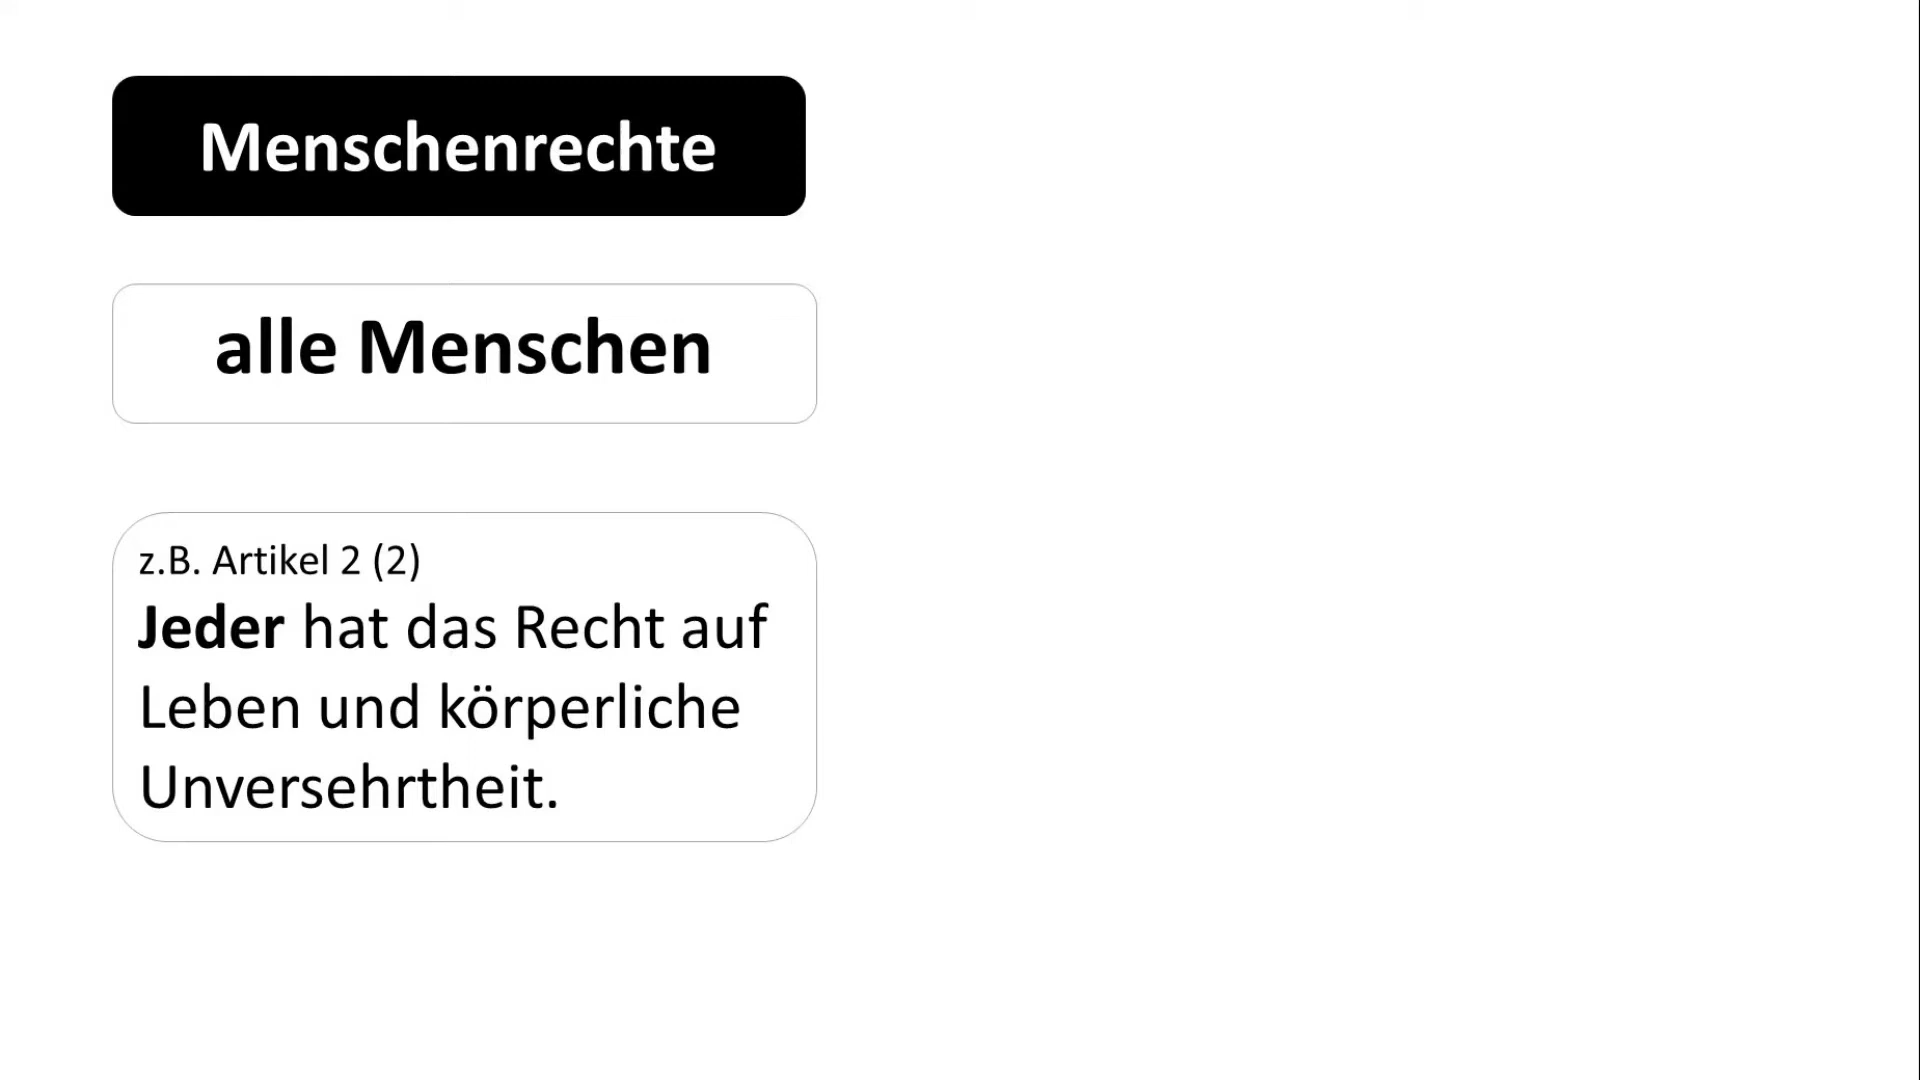 Menschenrechte
alle Menschen
z.B. Artikel 2 (2)
Jeder hat das Recht auf
Leben und körperliche
Unversehrtheit.